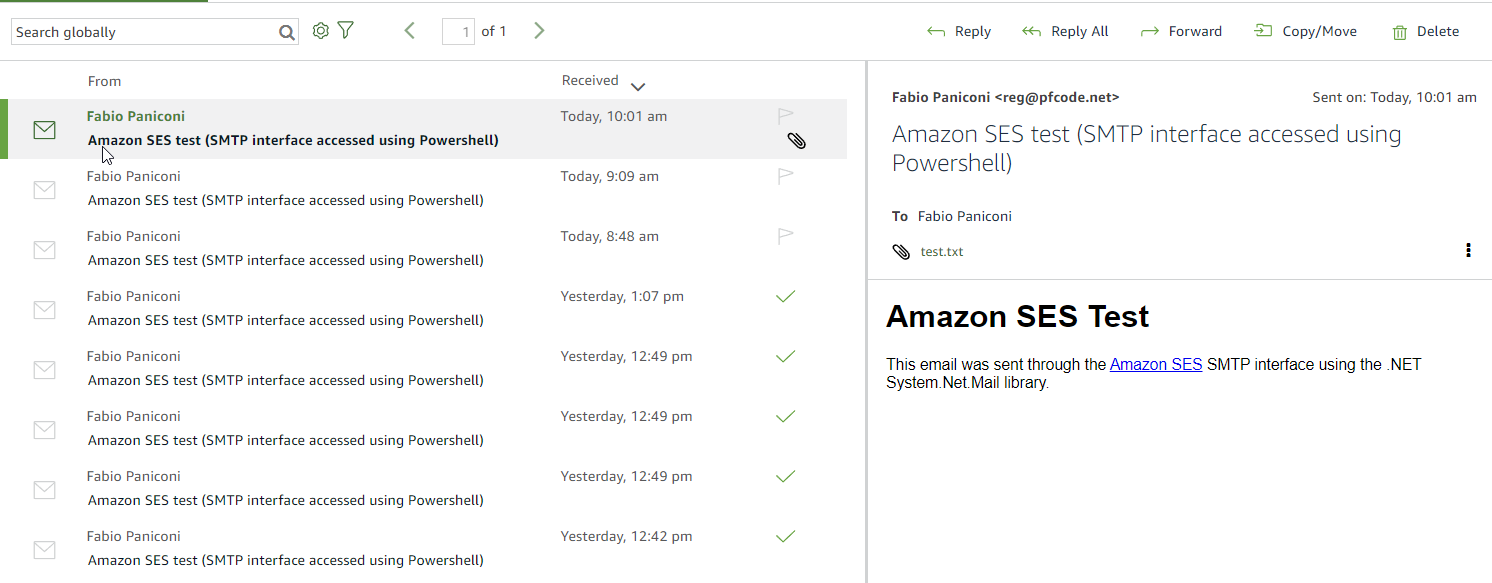 Search globally
1 of 1
Reply Reply All Forward Copy/Move Delete
From Received
Fabio Paniconi Today, 10:01 am
Amazon SES test (SMTP interface accessed using Powershell)
Fabio Paniconi Today, 9:09 am
Amazon SES test (SMTP interface accessed using Powershell)
Fabio Paniconi Today, 8:48 am
Amazon SES test (SMTP interface accessed using Powershell)
Fabio Paniconi Yesterday, 1:07 pm
Amazon SES test (SMTP interface accessed using Powershell)
Fabio Paniconi Yesterday, 12:49 pm
Amazon SES test (SMTP interface accessed using Powershell)
Fabio Paniconi Yesterday, 12:49 pm
Amazon SES test (SMTP interface accessed using Powershell)
Fabio Paniconi Yesterday, 12:49 pm
Amazon SES test (SMTP interface accessed using Powershell)
Fabio Paniconi Yesterday, 12:42 pm
Amazon SES test (SMTP interface accessed using Powershell)
Fabio Paniconi <reg@pfcode.net> Sent on: Today, 10:01 am
Amazon SES test (SMTP interface accessed using
Powershell)
To Fabio Paniconi
test.txt
Amazon SES Test
This email was sent through the Amazon SES SMTP interface using the .NET
System.Net.Mail library.